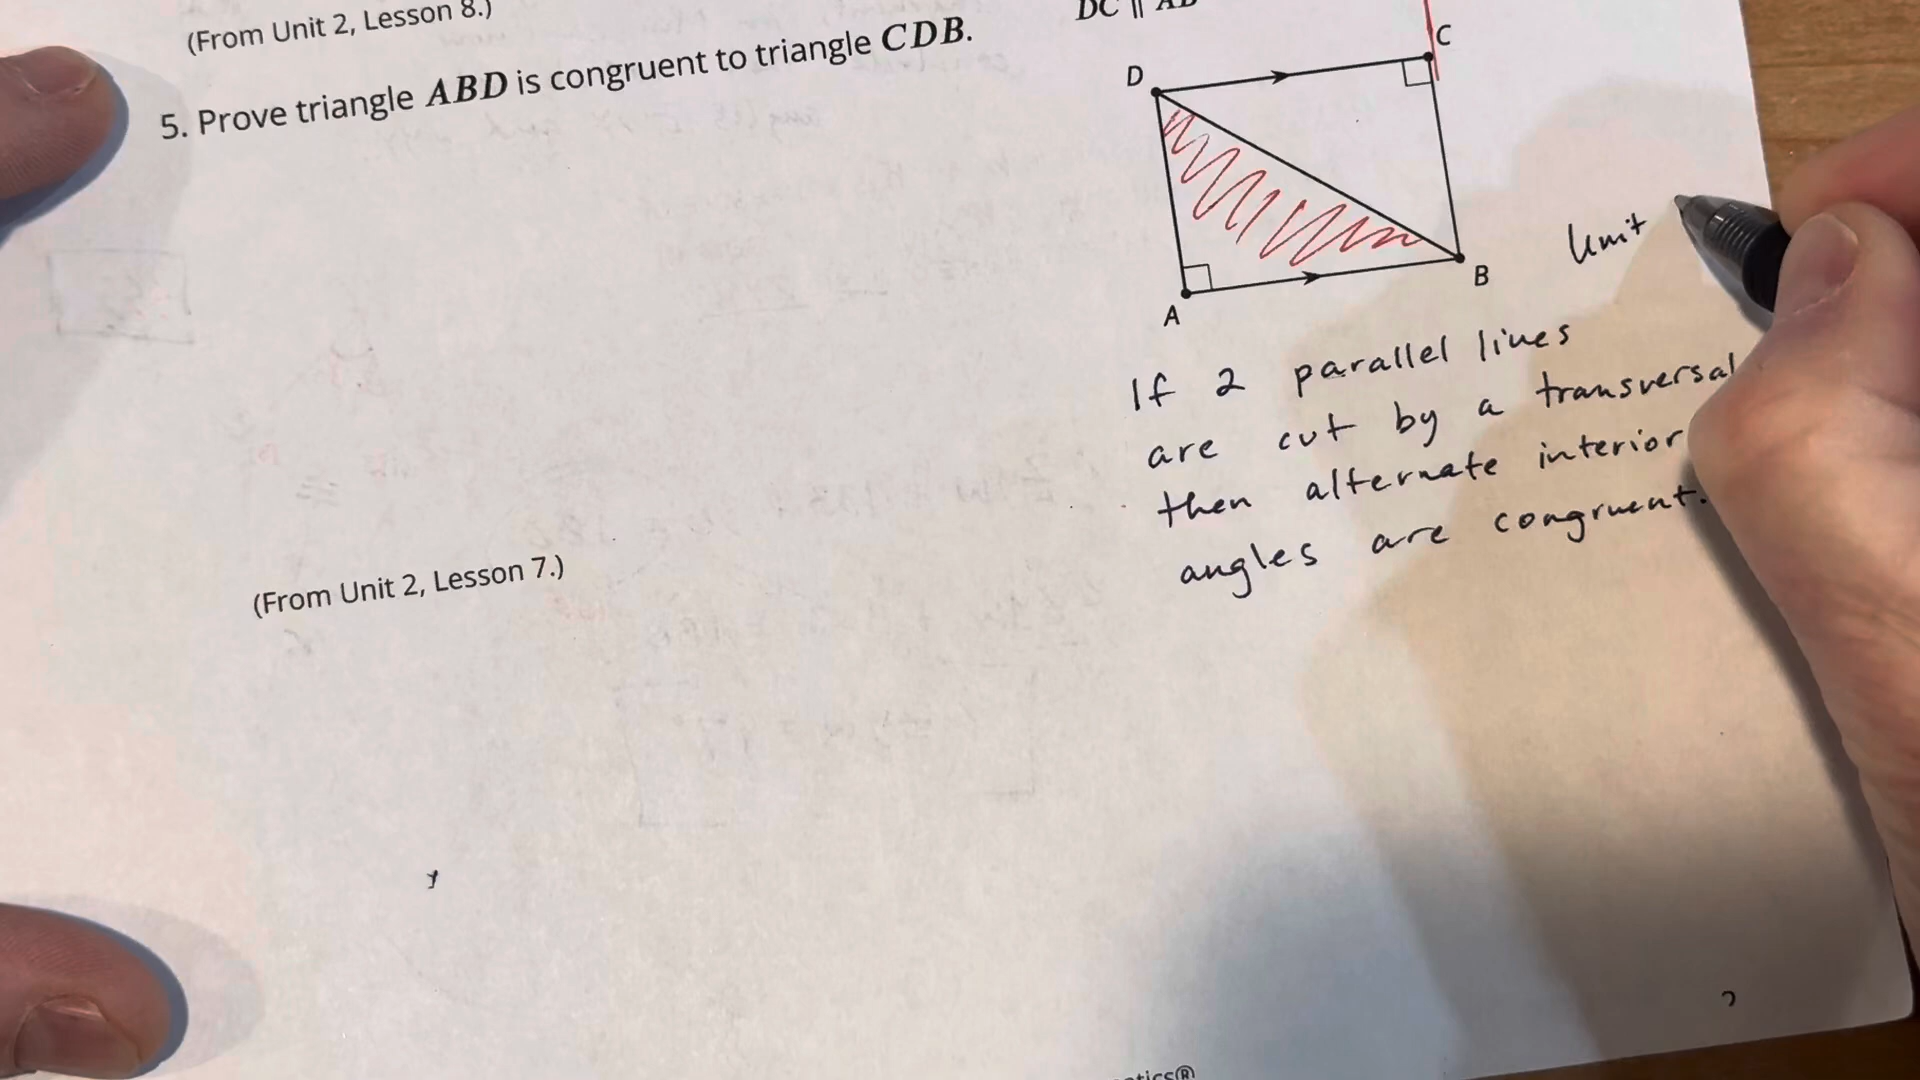 (From Unit 2, Lesson 8.)
5. Prove triangle ABD is congruent to triangle CDB.
DC ∥ AB
C
D
B
A
Unit
If 2 parallel lines
are cut by a transversal
then alternate interior
angles are congruent.
(From Unit 2, Lesson 7.)